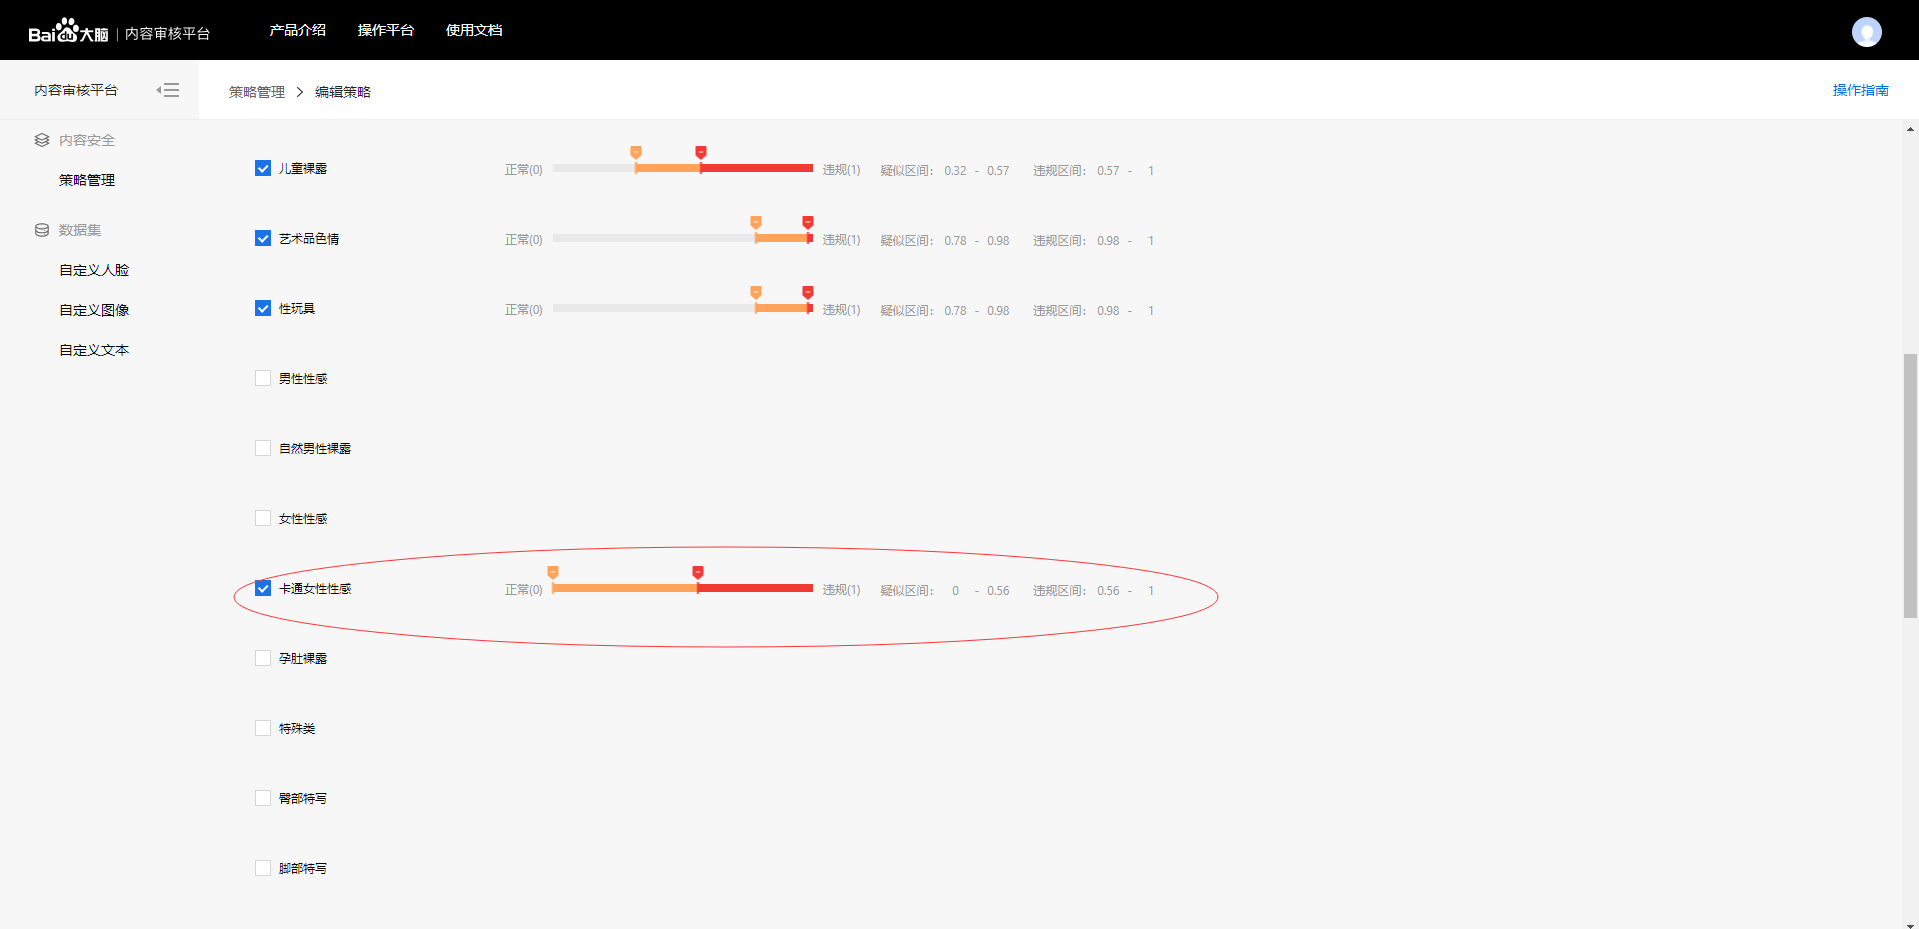 Baidu大脑 | 内容审核平台 产品介绍 操作平台 使用文档
内容审核平台 策略管理 > 编辑策略 操作指南
内容安全
策略管理
数据集
自定义人脸
自定义图像
自定义文本
儿童裸露 正常(0) 违规(1) 疑似区间： 0.32 - 0.57 违规区间： 0.57 - 1
艺术品色情 正常(0) 违规(1) 疑似区间： 0.78 - 0.98 违规区间： 0.98 - 1
性玩具 正常(0) 违规(1) 疑似区间： 0.78 - 0.98 违规区间： 0.98 - 1
男性性感
自然男性裸露
女性性感
卡通女性性感 正常(0) 违规(1) 疑似区间： 0 - 0.56 违规区间： 0.56 - 1
孕肚裸露
特殊类
臀部特写
脚部特写